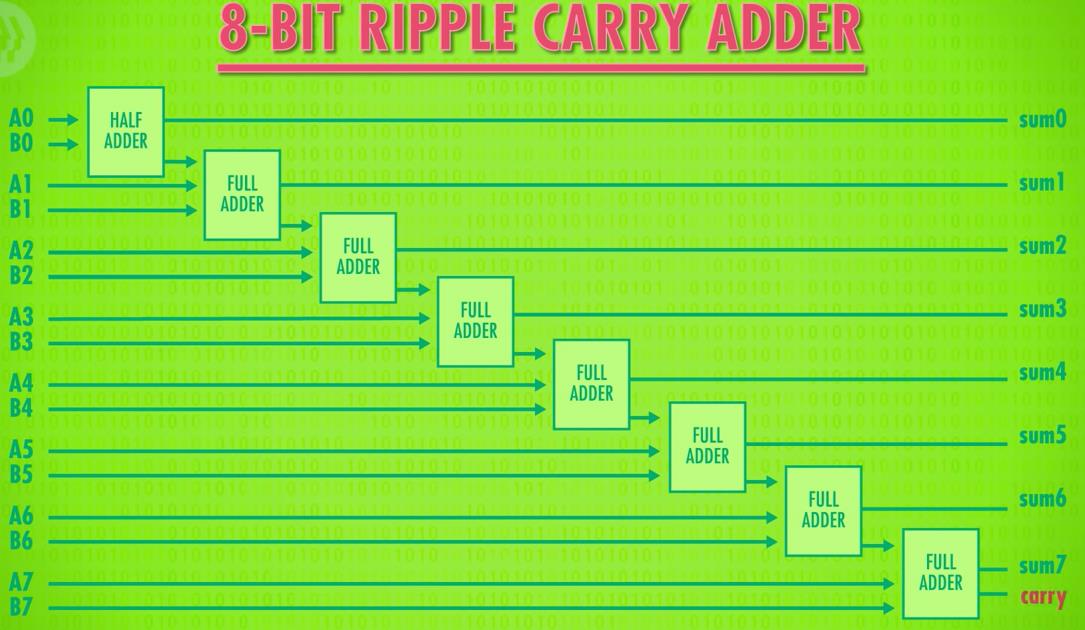 8-BIT RIPPLE CARRY ADDER
A0
B0
HALF
ADDER
sum0
A1
B1
FULL
ADDER
sum1
A2
B2
FULL
ADDER
sum2
A3
B3
FULL
ADDER
sum3
A4
B4
FULL
ADDER
sum4
A5
B5
FULL
ADDER
sum5
A6
B6
FULL
ADDER
sum6
A7
B7
FULL
ADDER
sum7
carry